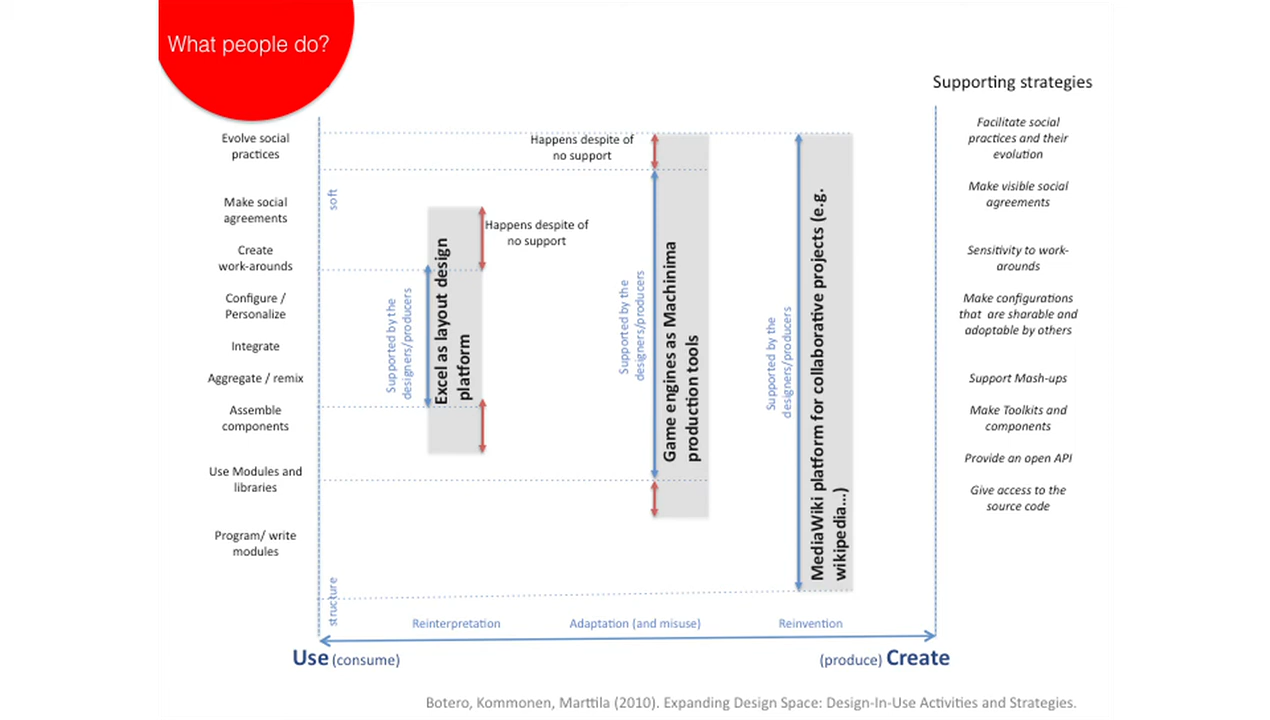 What people do?
Supporting strategies
Evolve social
practices
Make social
agreements
Create
work-arounds
Configure /
Personalize
Integrate
Aggregate / remix
Assemble
components
Use Modules and
libraries
Program/ write
modules
soft
structure
Supported by the
designers/producers
Excel as layout design
platform
Happens despite of
no support
Happens despite of
no support
Supported by the
designers/producers
Game engines as Machinima
production tools
Supported by the
designers/producers
MediaWiki platform for collaborative projects (e.g.
wikipedia...)
Facilitate social
practices and their
evolution
Make visible social
agreements
Sensitivity to work-
arounds
Make configurations
that are sharable and
adoptable by others
Support Mash-ups
Make Toolkits and
components
Provide an open API
Give access to the
source code
Reinterpretation
Adaptation (and misuse)
Reinvention
Use (consume)
(produce) Create
Botero, Kommonen, Marttila (2010). Expanding Design Space: Design-In-Use Activities and Strategies.